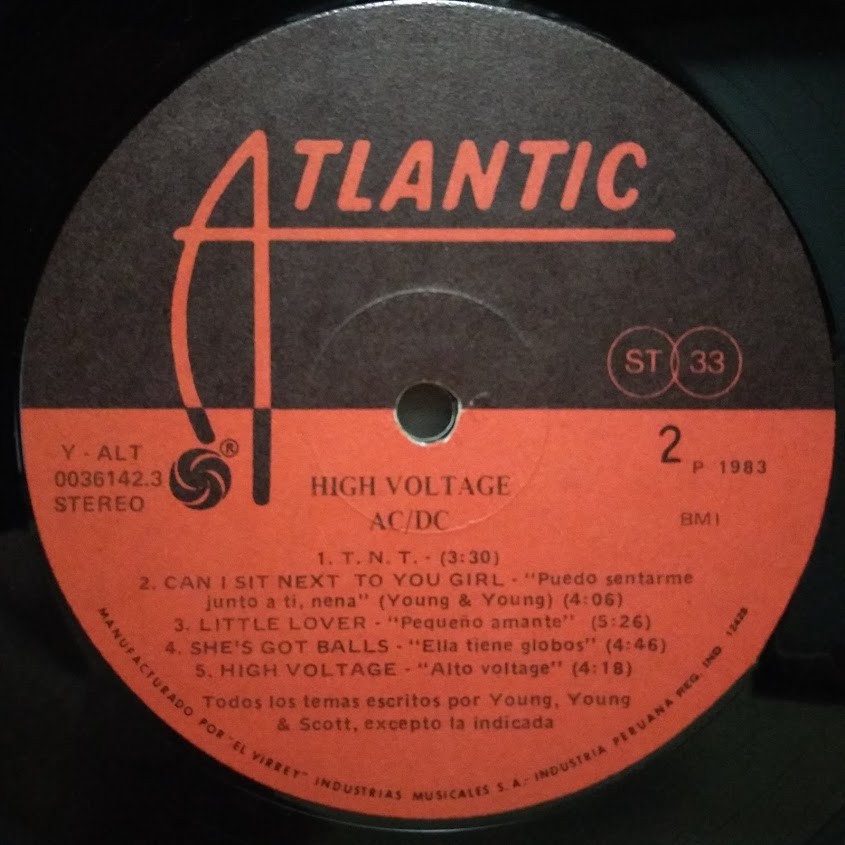 ATLANTIC
ST 33
Y - ALT
0036142.3
STEREO
®
2
P 1983
BMI
HIGH VOLTAGE
AC/DC
1. T. N. T. - (3:30)
2. CAN I SIT NEXT TO YOU GIRL - "Puedo sentarme
junto a ti, nena" (Young & Young) (4:06)
3. LITTLE LOVER - "Pequeño amante" (5:26)
4. SHE'S GOT BALLS - "Ella tiene globos" (4:46)
5. HIGH VOLTAGE - "Alto voltage" (4:18)
Todos los temas escritos por Young, Young
& Scott, excepto la indicada
MANUFACTURADO POR "EL VIRREY" INDUSTRIAS MUSICALES S. A. - INDUSTRIA PERUANA REG. IND 12428